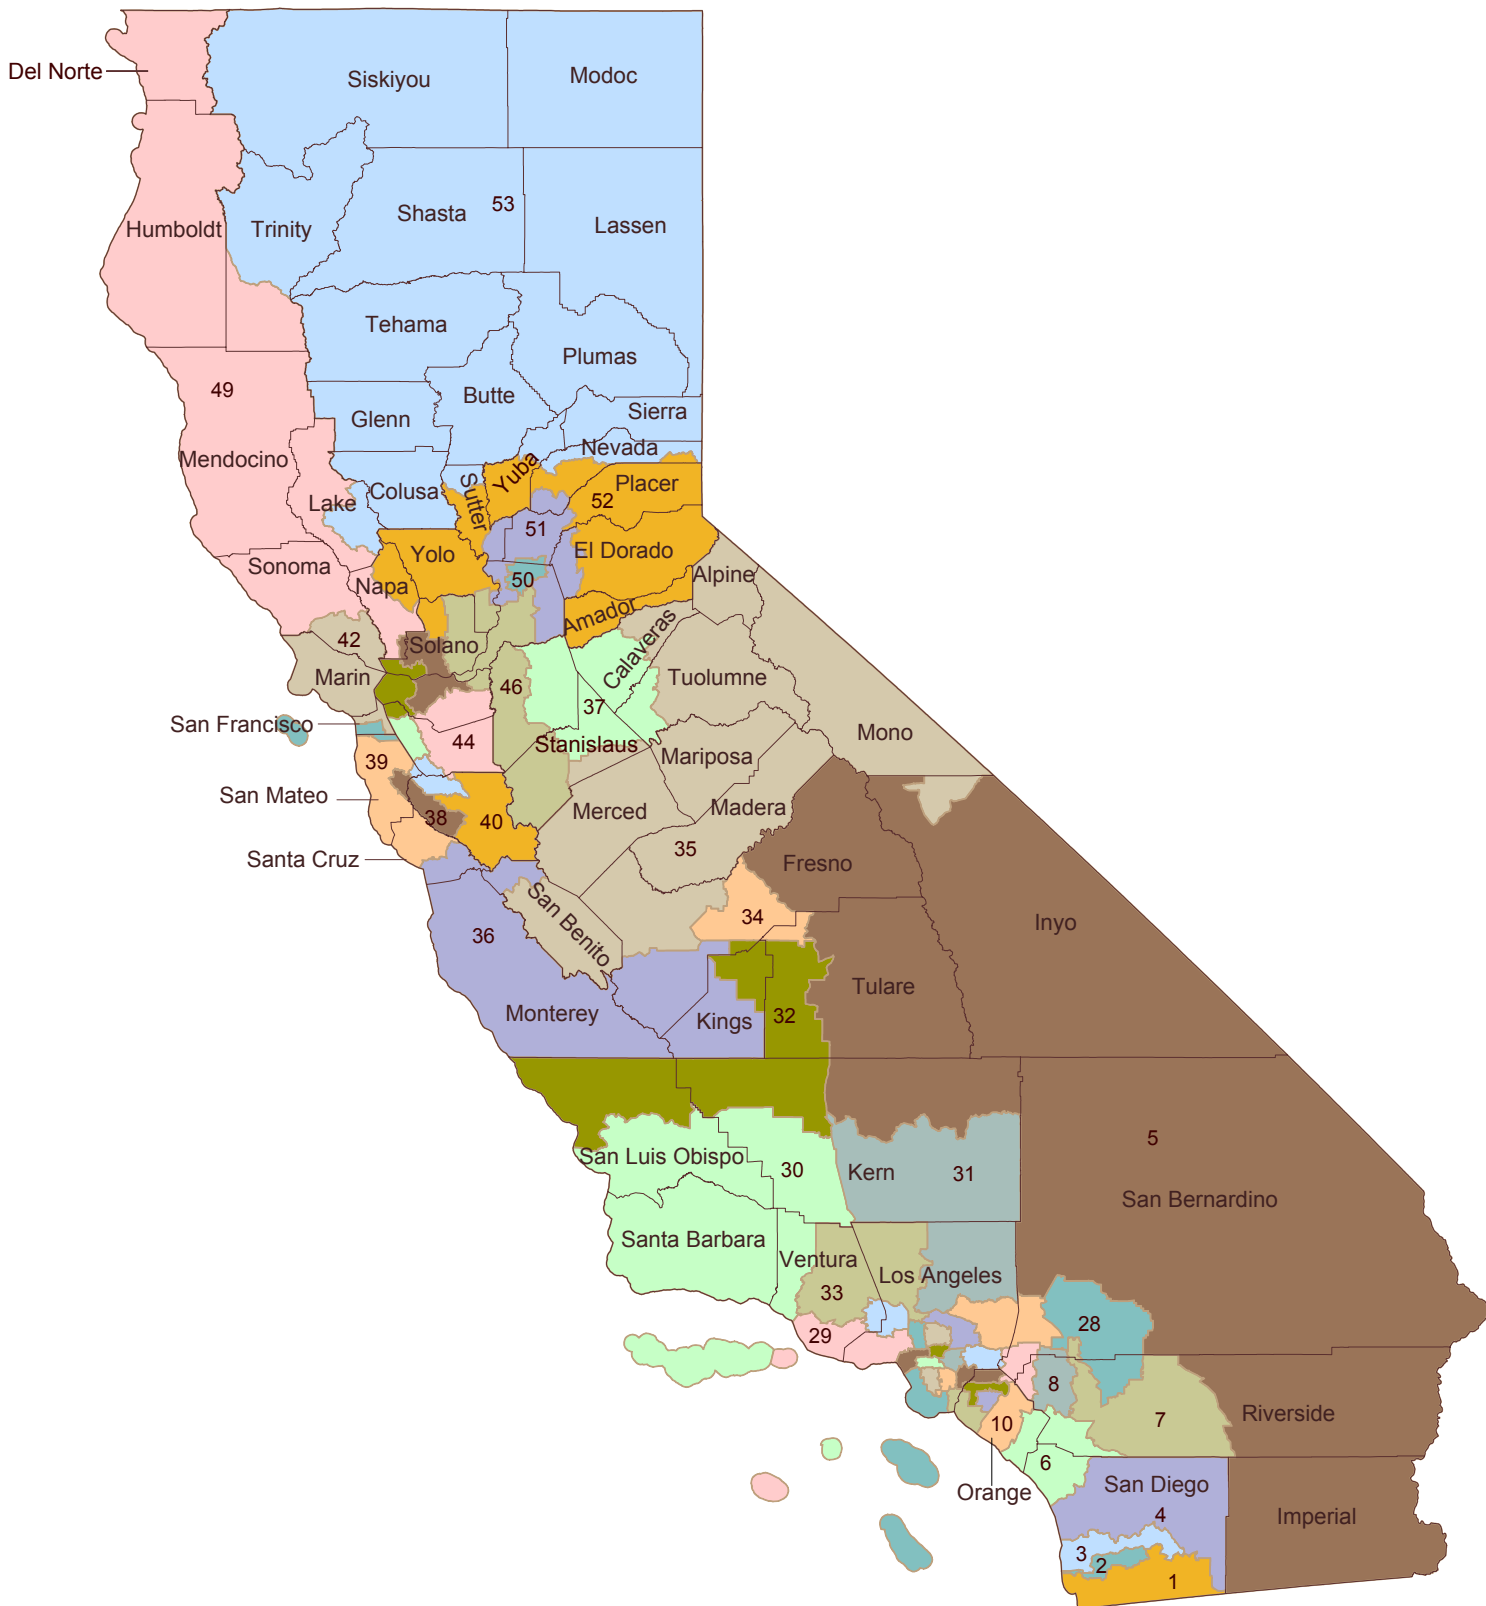 Del Norte
Siskiyou
Modoc
Humboldt
Trinity
Shasta
53
Lassen
Tehama
Plumas
49
Glenn
Butte
Sierra
Mendocino
Nevada
Lake
Colusa
Sutter
Yuba
Placer
52
51
Sonoma
Yolo
El Dorado
Napa
50
Alpine
Amador
42
Solano
Calaveras
Marin
46
Tuolumne
37
San Francisco
Mono
44
Stanislaus
Mariposa
39
San Mateo
38
40
Merced
Madera
35
Santa Cruz
Fresno
San Benito
34
36
Inyo
Tulare
Monterey
Kings
32
5
San Luis Obispo
30
Kern
31
San Bernardino
Santa Barbara
Ventura
Los Angeles
33
28
29
8
7
Riverside
10
6
Orange
San Diego
4
Imperial
3
2
1